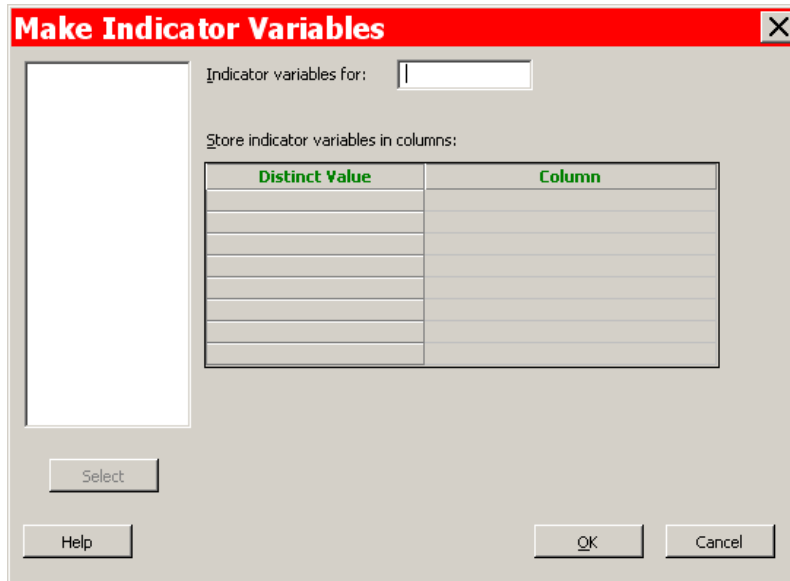 Make Indicator Variables
Indicator variables for:
Store indicator variables in columns:
Distinct Value Column
Select
Help OK Cancel